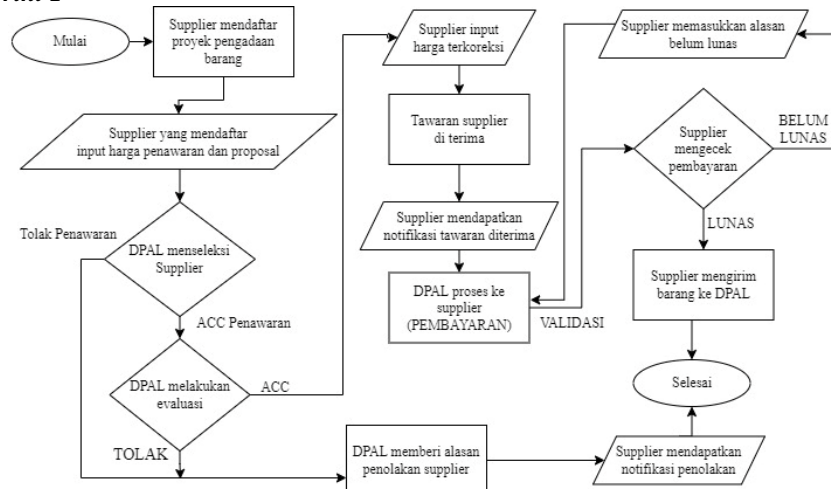 Mulai
Supplier mendaftar
proyek pengadaan
barang
Supplier yang mendaftar
input harga penawaran dan proposal
Tolak Penawaran
DPAL menseleksi
Supplier
ACC Penawaran
DPAL melakukan
evaluasi
ACC
TOLAK
Supplier input
harga terkoreksi
Tawaran supplier
di terima
Supplier mendapatkan
notifikasi tawaran diterima
DPAL proses ke
supplier
(PEMBAYARAN)
VALIDASI
Supplier memasukkan alasan
belum lunas
Supplier
mengecek
pembayaran
BELUM
LUNAS
LUNAS
Supplier mengirim
barang ke DPAL
Selesai
DPAL memberi alasan
penolakan supplier
Supplier mendapatkan
notifikasi penolakan